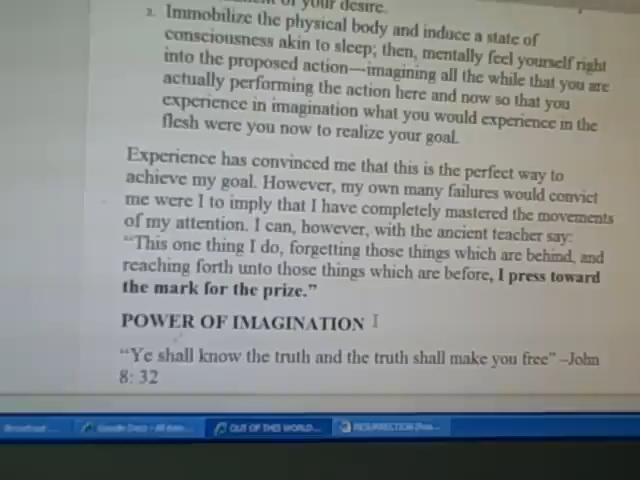 of your desire.
2. Immobilize the physical body and induce a state of
consciousness akin to sleep; then, mentally feel yourself right
into the proposed action—imagining all the while that you are
actually performing the action here and now so that you
experience in imagination what you would experience in the
flesh were you now to realize your goal.
Experience has convinced me that this is the perfect way to
achieve my goal. However, my own many failures would convict
me were I to imply that I have completely mastered the movements
of my attention. I can, however, with the ancient teacher say:
“This one thing I do, forgetting those things which are behind, and
reaching forth unto those things which are before, I press toward
the mark for the prize.”
POWER OF IMAGINATION
“Ye shall know the truth and the truth shall make you free” –John
8: 32
Google Docs - All item...
OUT OF THIS WORLD...
RESURRECTION